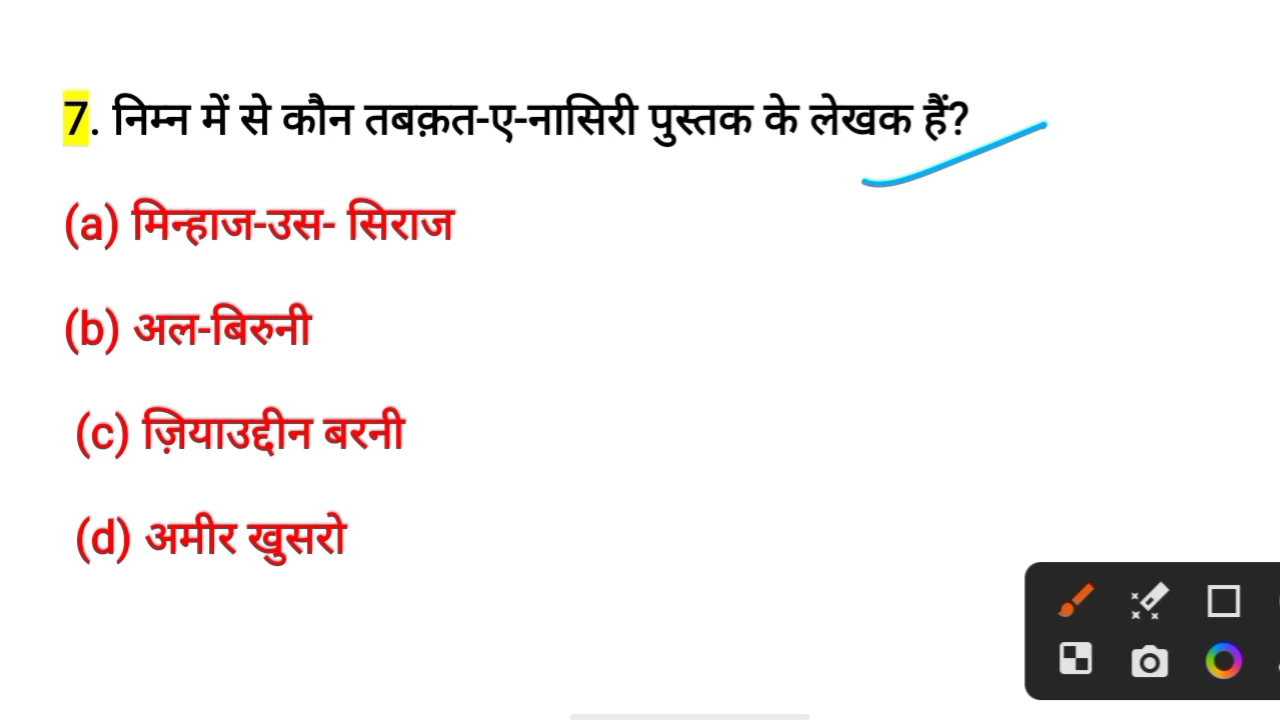 7. निम्न में से कौन तबक़त-ए-नासिरी पुस्तक के लेखक हैं?
(a) मिन्हाज-उस- सिराज
(b) अल-बिरुनी
(c) ज़ियाउद्दीन बरनी
(d) अमीर खुसरो